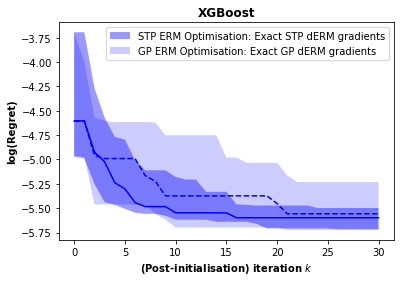 XGBoost
STP ERM Optimisation: Exact STP dERM gradients
GP ERM Optimisation: Exact GP dERM gradients
−3.75
−4.00
−4.25
−4.50
−4.75
−5.00
−5.25
−5.50
−5.75
log(Regret)
0 5 10 15 20 25 30
(Post-initialisation) iteration k